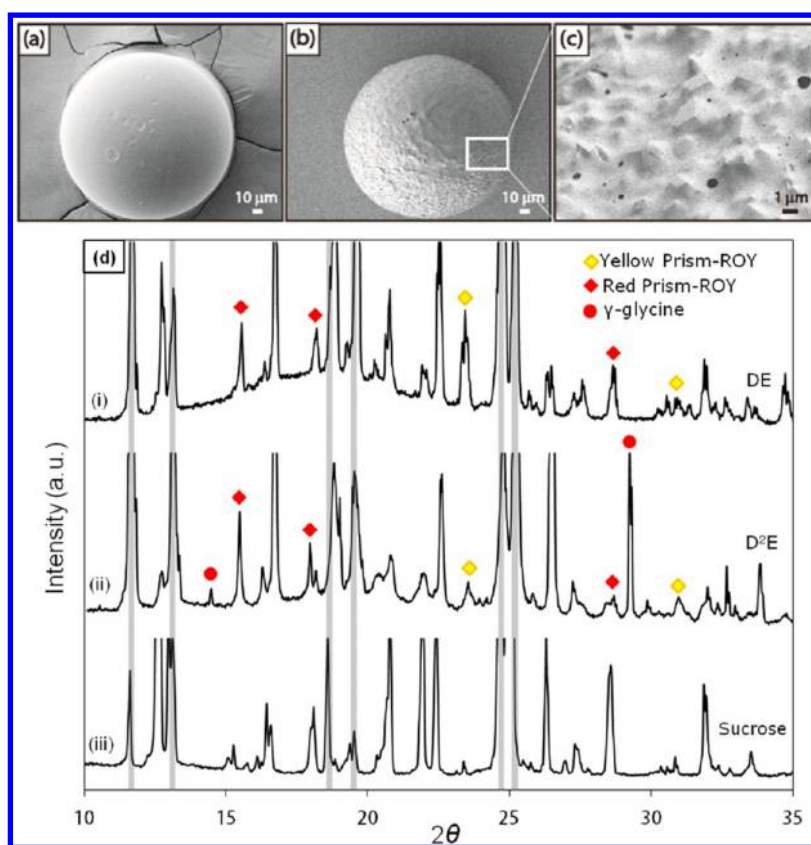 (a)
10 μm
(b)
10 μm
(c)
1 μm
(d)
Yellow Prism-ROY
Red Prism-ROY
γ-glycine
(i)
DE
(ii)
D²E
(iii)
Sucrose
Intensity (a.u.)
10 15 20 25 30 35
2θ